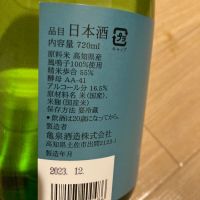 品目 日本酒
内容量 720ml
キャップ
原料米 高知県産
風鳴子100%使用
精米歩合 55%
酵母 AA-41
アルコール分 16.5%
原材料名 米(国産)、
米麹(国産米)
保存方法 要冷蔵
●飲酒は20歳になってから。
製造者
亀泉酒造株式会社
高知県土佐市出間2123-1
製造年月
2023.12.